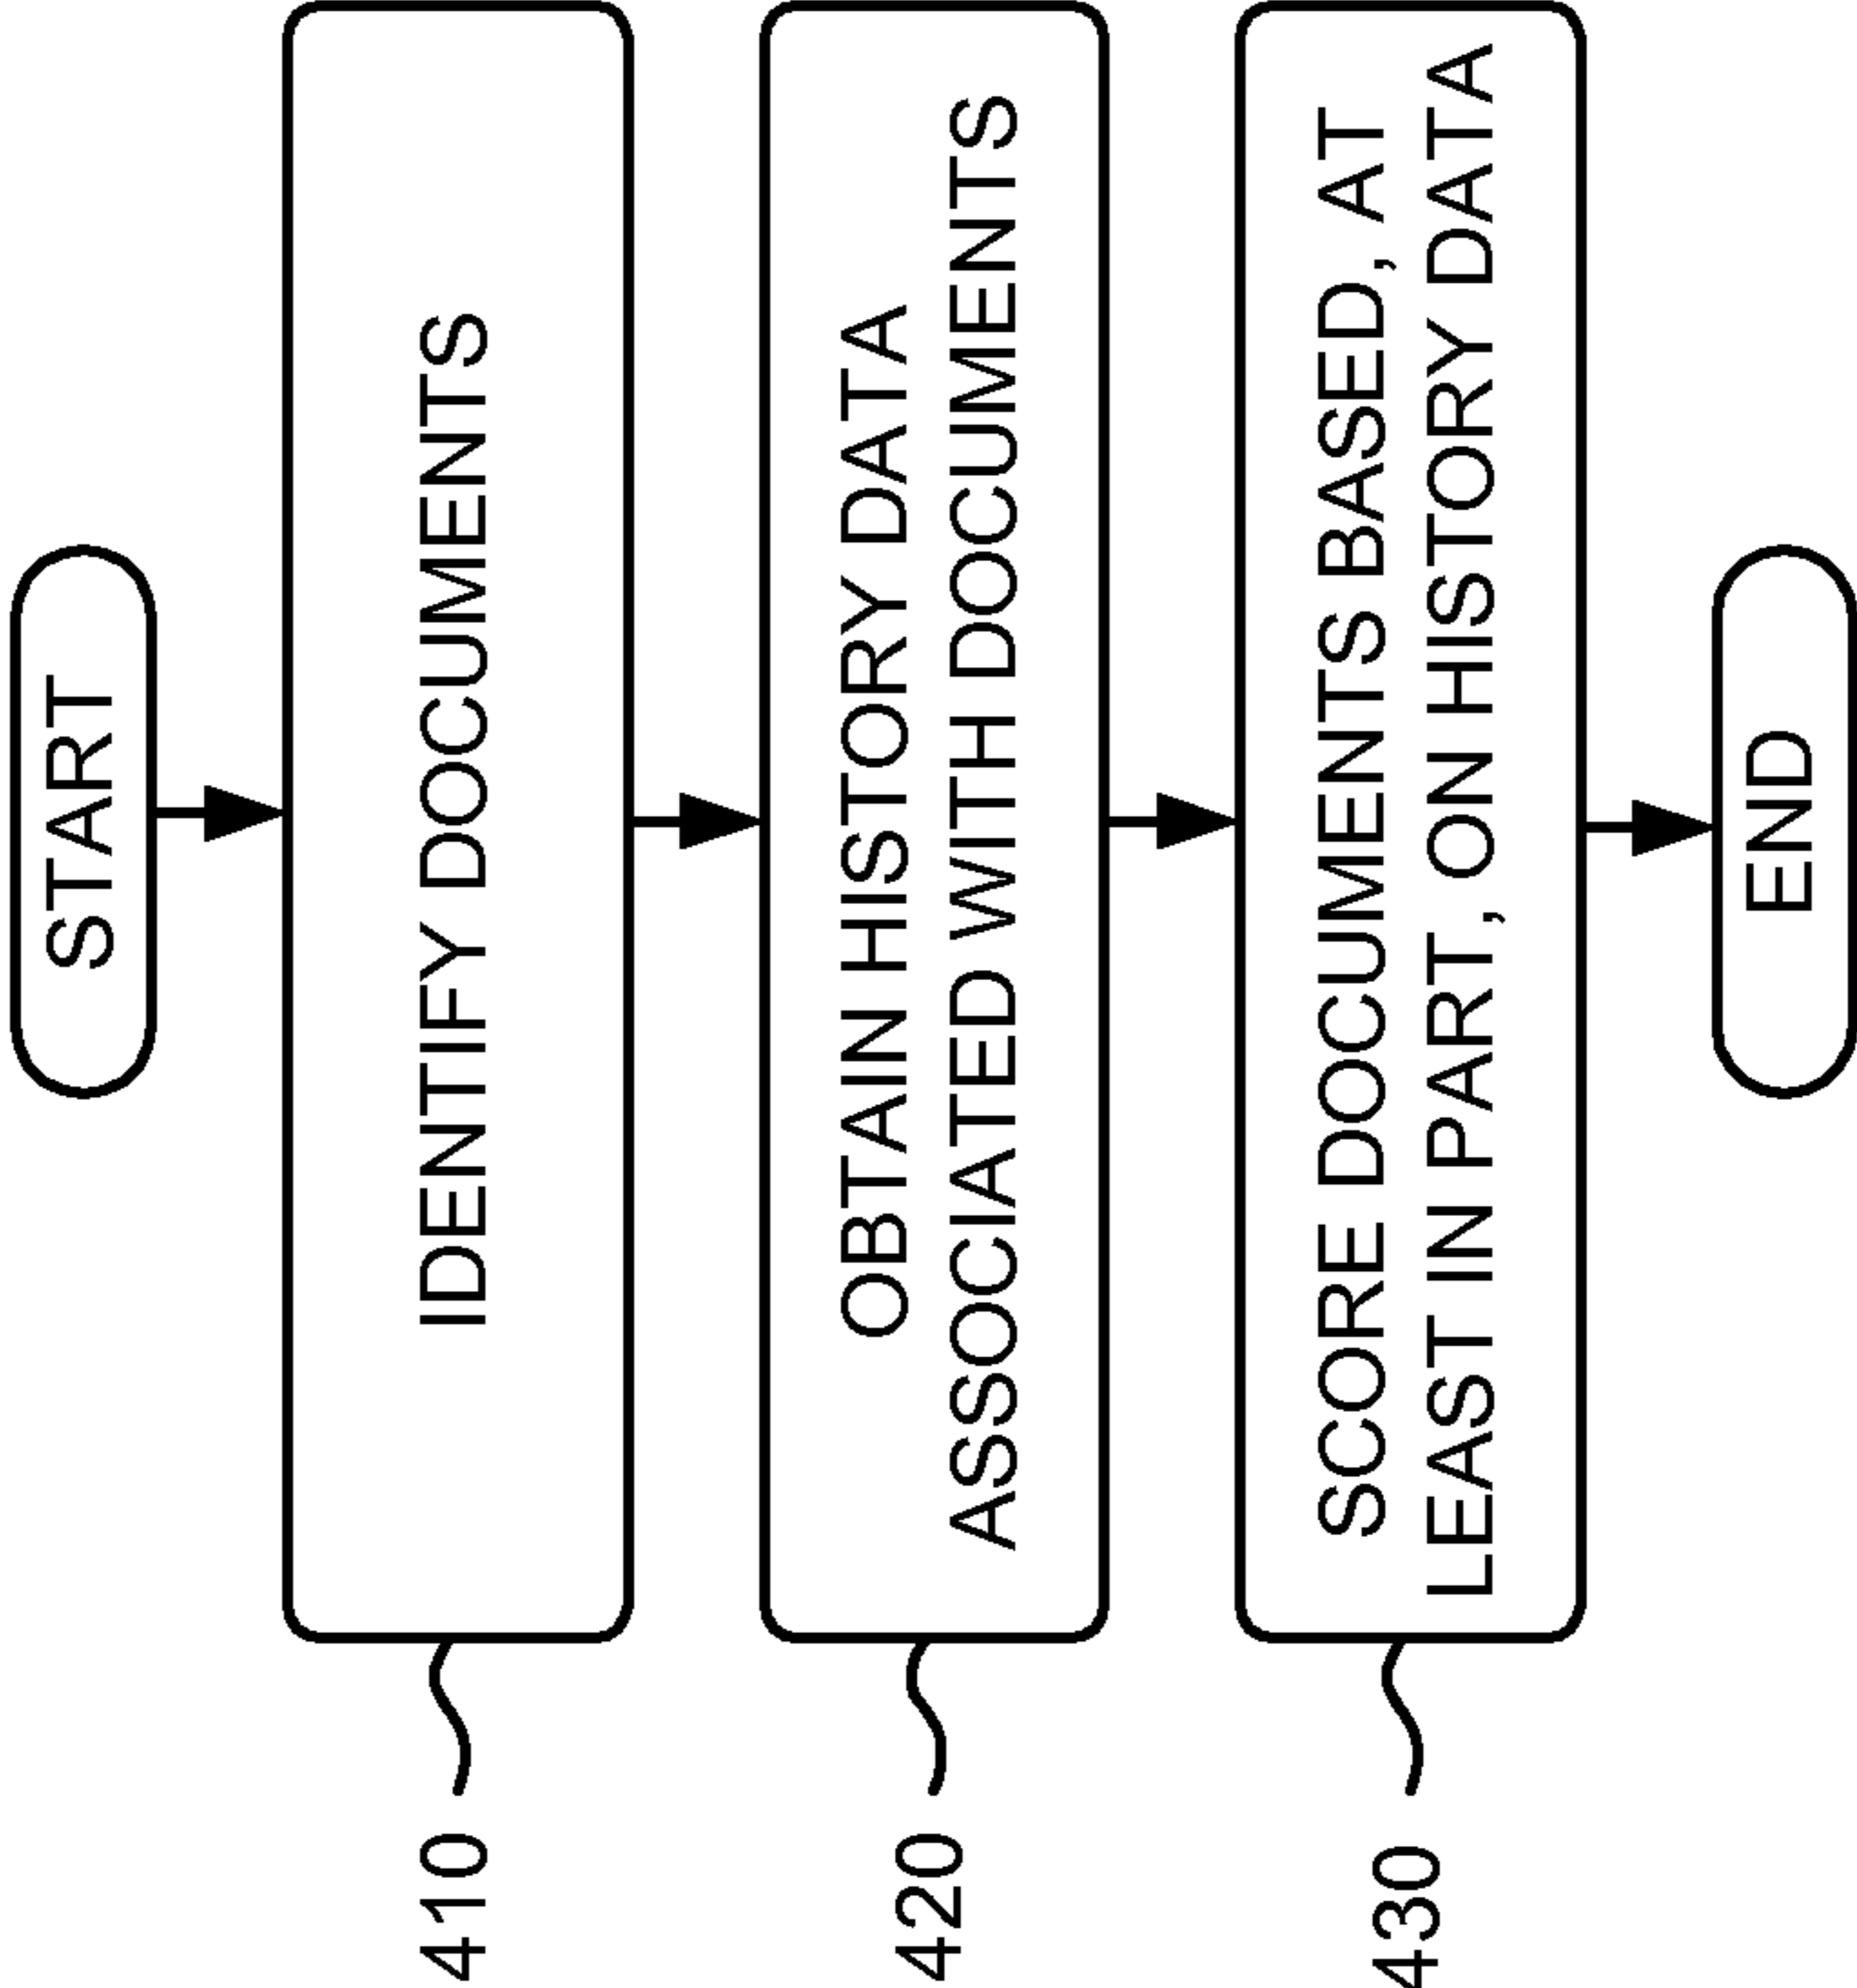 START
IDENTIFY DOCUMENTS
410
OBTAIN HISTORY DATA
ASSOCIATED WITH DOCUMENTS
420
SCORE DOCUMENTS BASED, AT
LEAST IN PART, ON HISTORY DATA
430
END